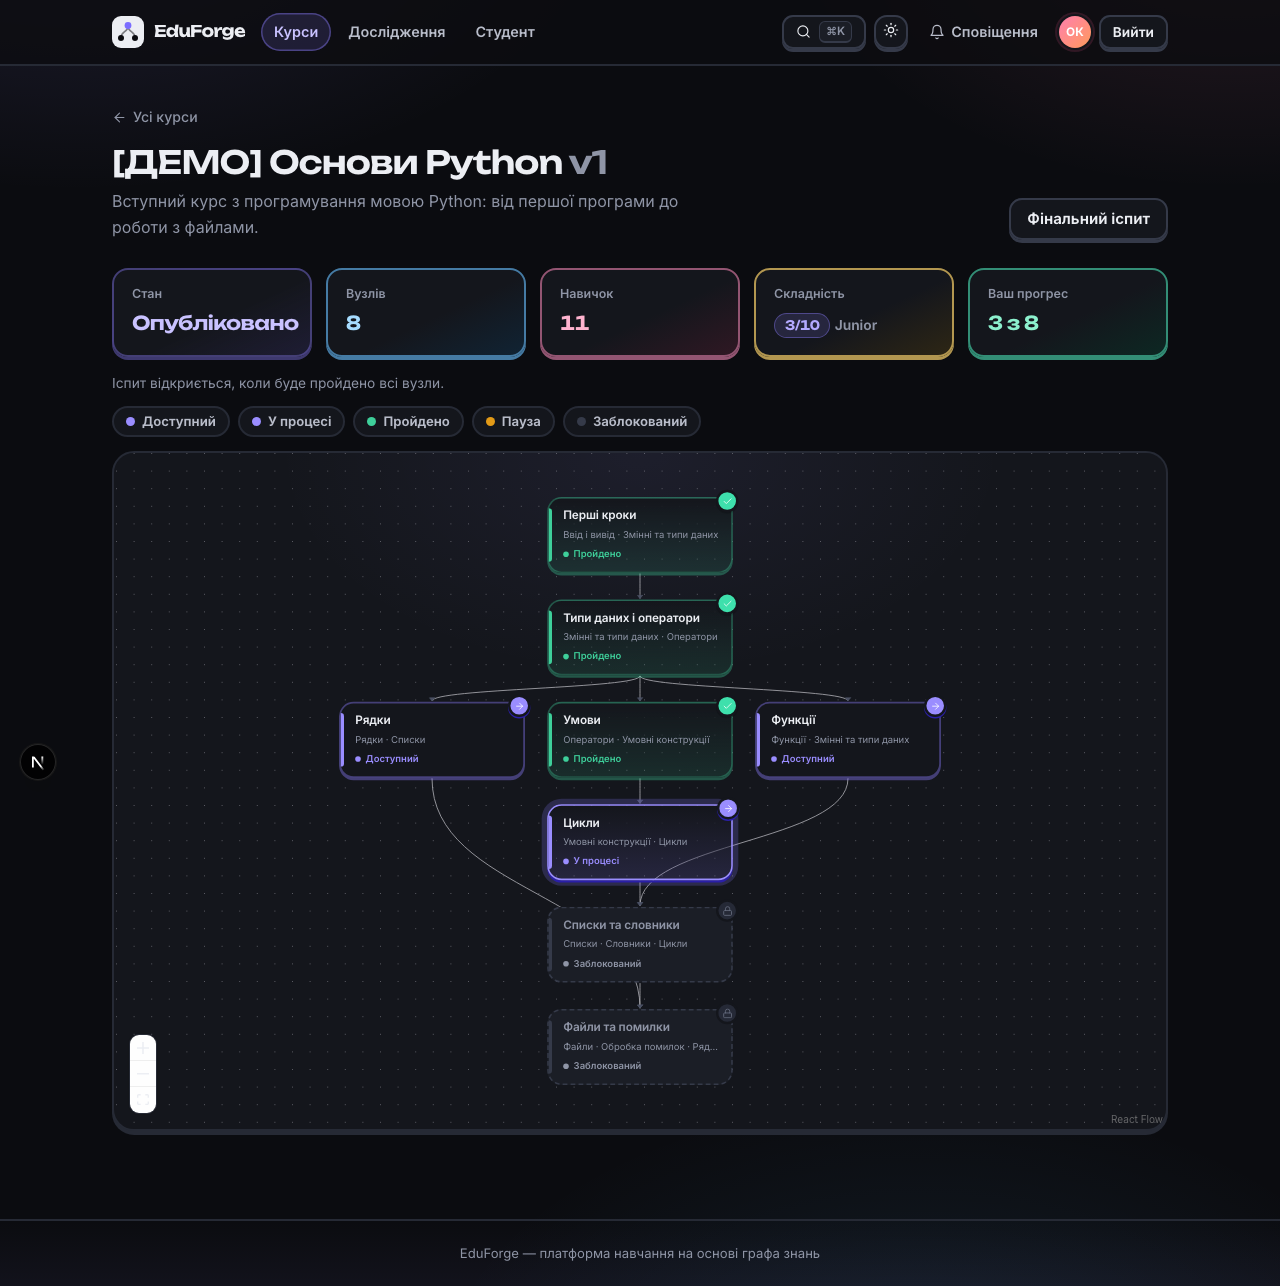 EduForge
Курси
Дослідження
Студент
⌘K
Сповіщення
ОК
Вийти
← Усі курси
[ДЕМО] Основи Python v1
Вступний курс з програмування мовою Python: від першої програми до
роботи з файлами.
Фінальний іспит
Стан
Опубліковано
Вузлів
8
Навичок
11
Складність
3/10 Junior
Ваш прогрес
3 з 8
Іспит відкриється, коли буде пройдено всі вузли.
Доступний
У процесі
Пройдено
Пауза
Заблокований
Перші кроки
Ввід і вивід · Змінні та типи даних
Пройдено
Типи даних і оператори
Змінні та типи даних · Оператори
Пройдено
Рядки
Рядки · Списки
Доступний
Умови
Оператори · Умовні конструкції
Пройдено
Функції
Функції · Змінні та типи даних
Доступний
Цикли
Умовні конструкції · Цикли
У процесі
Списки та словники
Списки · Словники · Цикли
Заблокований
Файли та помилки
Файли · Обробка помилок · Ряд...
Заблокований
React Flow
N
EduForge — платформа навчання на основі графа знань